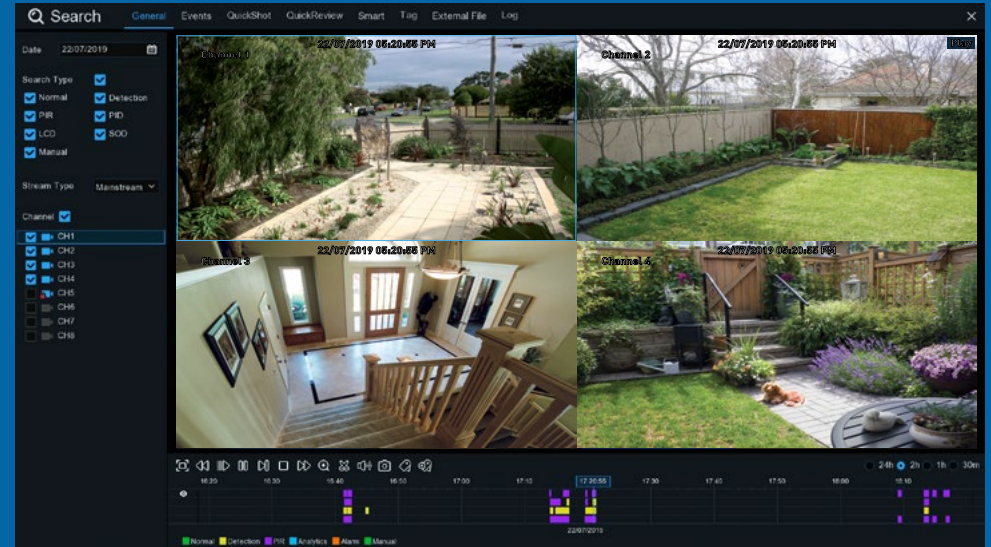 Search General Events QuickShot QuickReview Smart Tag External File Log
Date 22/07/2019
Search Type
Normal Detection
PIR PID
LCD SOD
Manual
Stream Type Mainstream
Channel
CH1
CH2
CH3
CH4
CH5
CH6
CH7
CH8
22/07/2019 05:20:55 PM
Channel 1
22/07/2019 05:20:55 PM Play
Channel 2
22/07/2019 05:20:55 PM
Channel 3
22/07/2019 05:20:55 PM
Channel 4
24h 2h 1h 30m
16:20 16:30 16:40 16:50 17:00 17:10 17:20:55 17:30 17:40 17:50 18:00 18:10
22/07/2019
Normal Detection PIR Analytics Alarm Manual